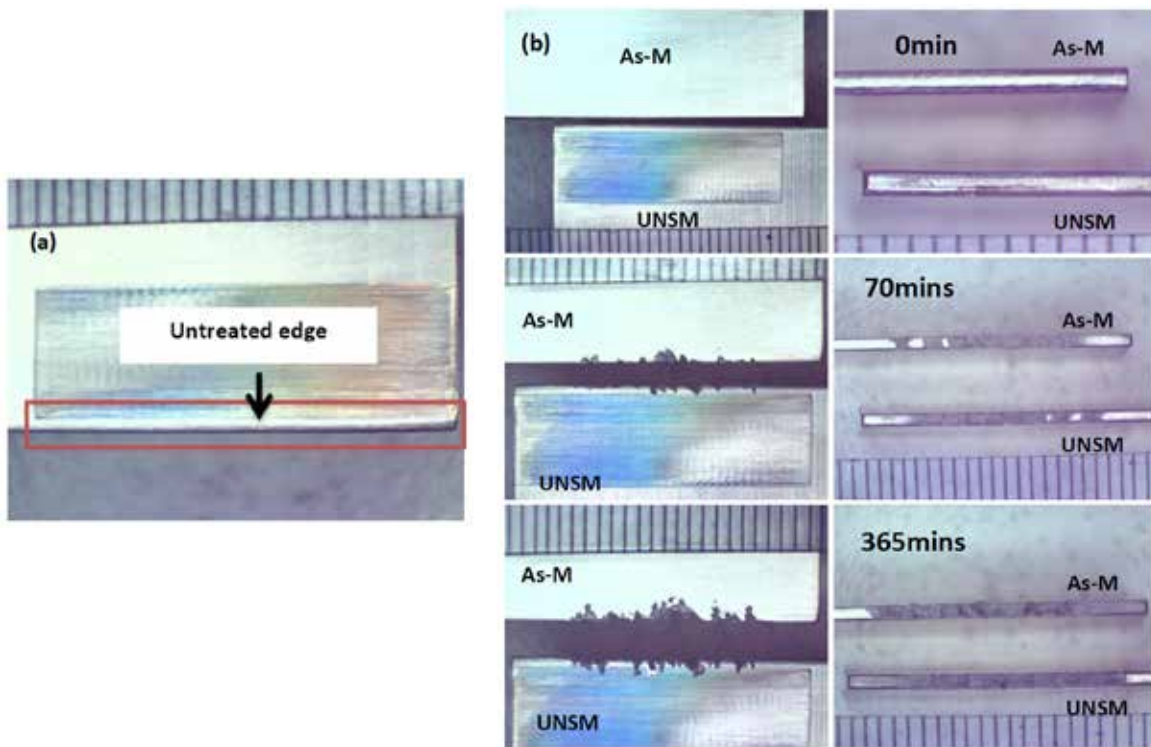 (a)
Untreated edge
(b)
As-M
UNSM
0min
As-M
UNSM
As-M
UNSM
70mins
As-M
UNSM
As-M
UNSM
365mins
As-M
UNSM